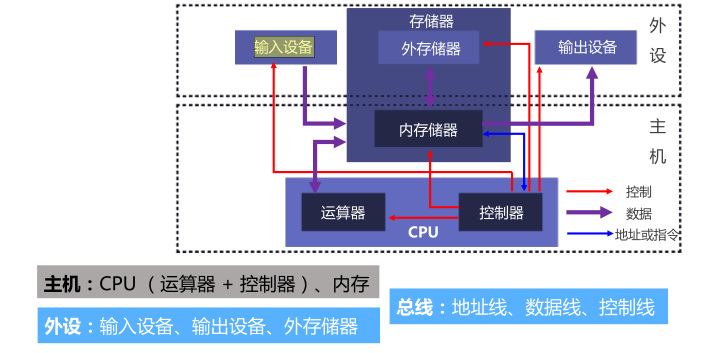 存储器
输入设备
外存储器
输出设备
外设
内存储器
主机
运算器
控制器
CPU
控制
数据
地址或指令
主机：CPU（运算器 + 控制器）、内存
总线：地址线、数据线、控制线
外设：输入设备、输出设备、外存储器